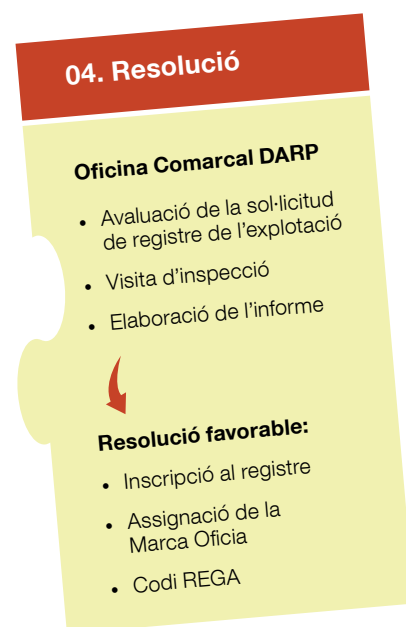 04. Resolució
Oficina Comarcal DARP
• Avaluació de la sol·licitud
de registre de l'explotació
• Visita d'inspecció
• Elaboració de l'informe
Resolució favorable:
• Inscripció al registre
• Assignació de la
Marca Oficia
• Codi REGA